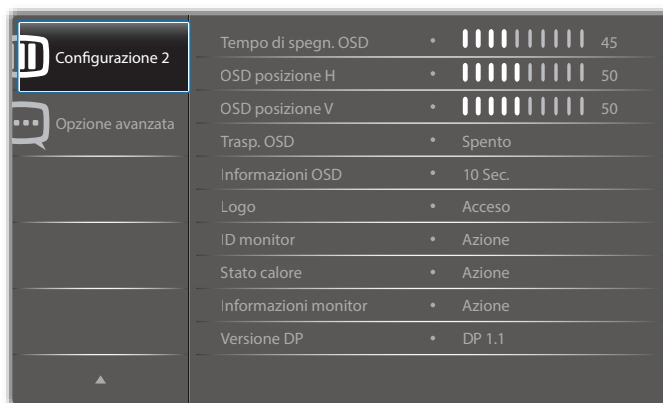 Configurazione 2
Opzione avanzata
Tempo di spegn. OSD • 45
OSD posizione H • 50
OSD posizione V • 50
Trasp. OSD • Spento
Informazioni OSD • 10 Sec.
Logo • Acceso
ID monitor • Azione
Stato calore • Azione
Informazioni monitor • Azione
Versione DP • DP 1.1